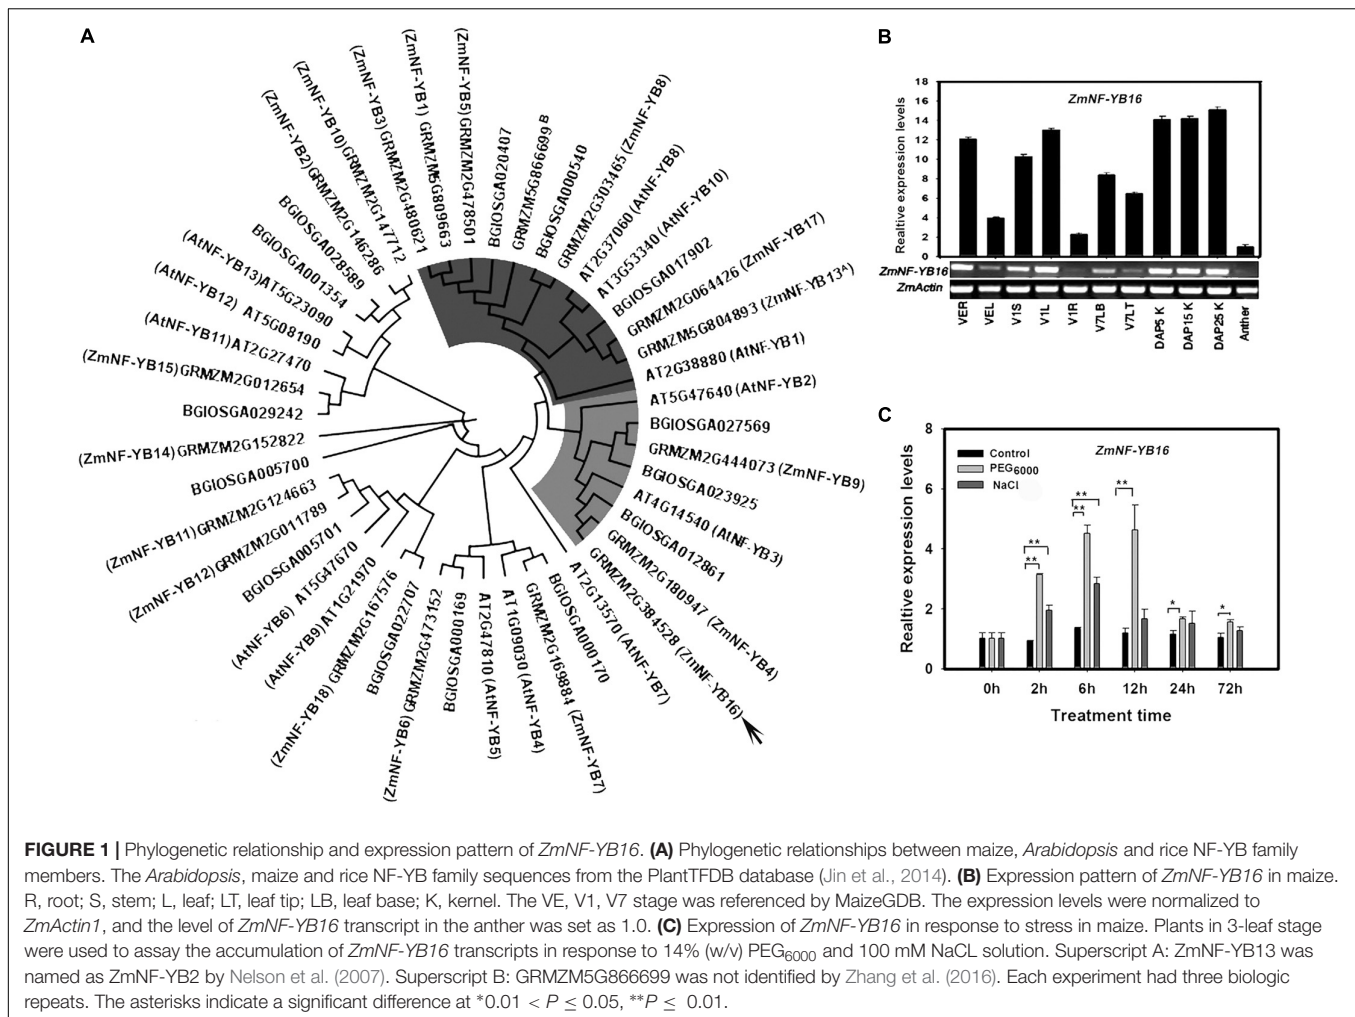 A
(ZmNF-YB2)GRMZM2G146286
(ZmNF-YB10)GRMZM2G147712
(ZmNF-YB3)GRMZM2G480621
(ZmNF-YB1) GRMZM5G809663
(ZmNF-YB5)GRMZM2G478501
BGIOSGA020407
GRMZM5G866699 B
BGIOSGA000540
GRMZM2G303465 (ZmNF-YB8)
AT2G37060 (AtNF-YB8)
AT3G53340 (AtNF-YB10)
BGIOSGA017902
GRMZM2G064426 (ZmNF-YB17)
GRMZM5G804893 (ZmNF-YB13ᴬ)
AT2G38880 (AtNF-YB1)
AT5G47640 (AtNF-YB2)
BGIOSGA027569
GRMZM2G444073 (ZmNF-YB9)
BGIOSGA023925
AT4G14540 (AtNF-YB3)
BGIOSGA012861
GRMZM2G180947 (ZmNF-YB4)
GRMZM2G384528 (ZmNF-YB16)
AT2G13570 (AtNF-YB7)
BGIOSGA000170
GRMZM2G169884 (ZmNF-YB7)
AT1G09030 (AtNF-YB4)
AT2G47810 (AtNF-YB5)
BGIOSGA000169
(ZmNF-YB6) GRMZM2G473152
BGIOSGA022707
(ZmNF-YB18) GRMZM2G167576
(AtNF-YB9) AT1G21970
(AtNF-YB6) AT5G47670
BGIOSGA005701
(ZmNF-YB12) GRMZM2G011789
(ZmNF-YB11) GRMZM2G124663
BGIOSGA005700
(ZmNF-YB14) GRMZM2G152822
BGIOSGA029242
(ZmNF-YB15) GRMZM2G012654
(AtNF-YB11) AT2G27470
(AtNF-YB12) AT5G08190
(AtNF-YB13) AT5G23090
BGIOSGA001354
BGIOSGA028589
B
Realtive expression levels
18
16
14
12
10
8
6
4
2
0
ZmNF-YB16
ZmNF-YB16
ZmActin
VER VEL V1S V1L V1R V7LB V7LT DAP5 K DAP15 K DAP25 K Anther
C
Realtive expression levels
8
6
4
2
0
ZmNF-YB16
Control
PEG6000
NaCl
** ** ** ** ** * *
0h 2h 6h 12h 24h 72h
Treatment time
FIGURE 1 | Phylogenetic relationship and expression pattern of ZmNF-YB16. (A) Phylogenetic relationships between maize, Arabidopsis and rice NF-YB family
members. The Arabidopsis, maize and rice NF-YB family sequences from the PlantTFDB database (Jin et al., 2014). (B) Expression pattern of ZmNF-YB16 in maize.
R, root; S, stem; L, leaf; LT, leaf tip; LB, leaf base; K, kernel. The VE, V1, V7 stage was referenced by MaizeGDB. The expression levels were normalized to
ZmActin1, and the level of ZmNF-YB16 transcript in the anther was set as 1.0. (C) Expression of ZmNF-YB16 in response to stress in maize. Plants in 3-leaf stage
were used to assay the accumulation of ZmNF-YB16 transcripts in response to 14% (w/v) PEG6000 and 100 mM NaCl solution. Superscript A: ZmNF-YB13 was
named as ZmNF-YB2 by Nelson et al. (2007). Superscript B: GRMZM5G866699 was not identified by Zhang et al. (2016). Each experiment had three biologic
repeats. The asterisks indicate a significant difference at *0.01 < P ≤ 0.05, **P ≤ 0.01.